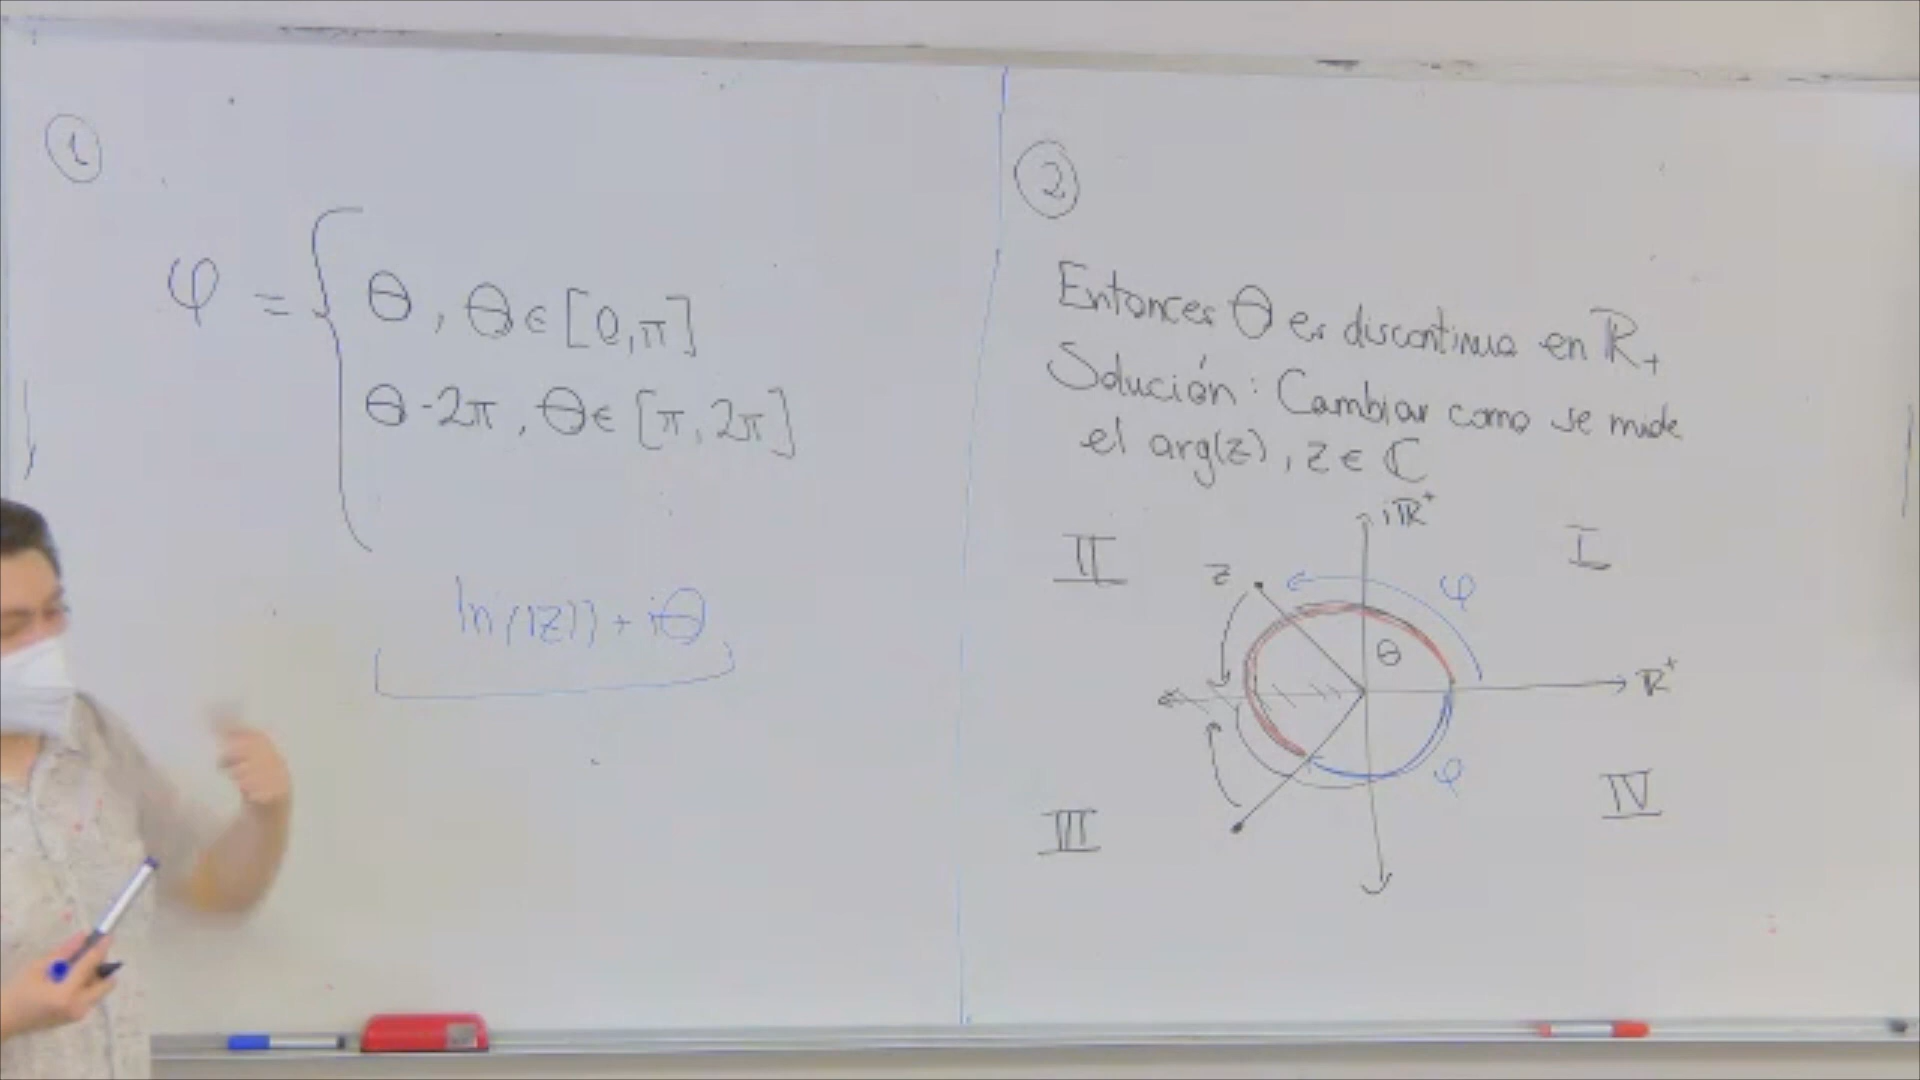 1
φ = { θ, θ ∈ [0, π]
θ - 2π, θ ∈ [π, 2π]
ln(|z|) + iθ
2
Entonces θ es discontinua en ℝ₊
Solución: Cambiar como se mide
el arg(z), z ∈ ℂ
iℝ⁺
II
I
z
φ
θ
ℝ⁺
φ
IV
III